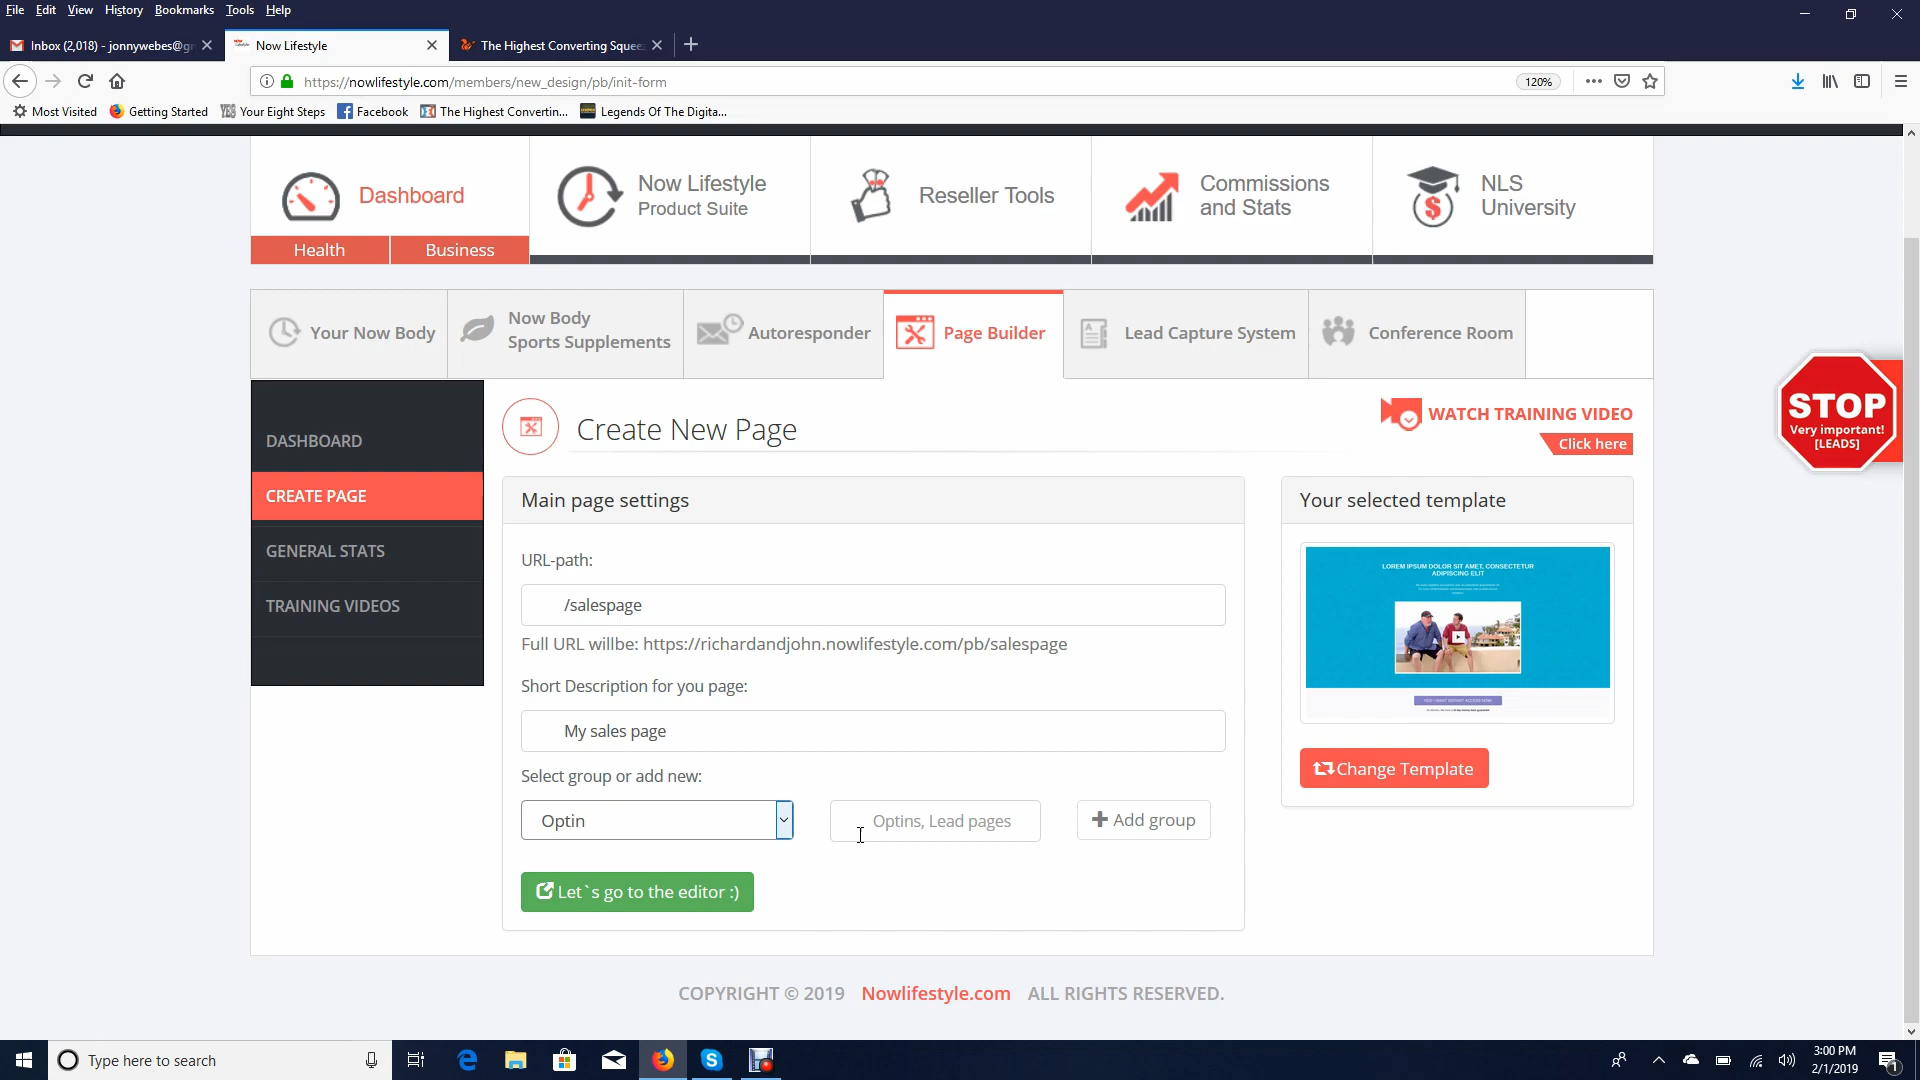 File Edit View History Bookmarks Tools Help
Inbox (2,018) - jonnywebes@gr
Now Lifestyle
The Highest Converting Squee
https://nowlifestyle.com/members/new_design/pb/init-form
120%
Most Visited
Getting Started
Your Eight Steps
Facebook
The Highest Convertin...
Legends Of The Digita...
Dashboard
Health
Business
Now Lifestyle
Product Suite
Reseller Tools
Commissions
and Stats
NLS
University
Your Now Body
Now Body
Sports Supplements
Autoresponder
Page Builder
Lead Capture System
Conference Room
DASHBOARD
CREATE PAGE
GENERAL STATS
TRAINING VIDEOS
Create New Page
WATCH TRAINING VIDEO
Click here
STOP
Very important!
[LEADS]
Main page settings
URL-path:
/salespage
Full URL willbe: https://richardandjohn.nowlifestyle.com/pb/salespage
Short Description for you page:
My sales page
Select group or add new:
Optin
Optins, Lead pages
Add group
Let`s go to the editor :)
Your selected template
LOREM IPSUM DOLOR SIT AMET, CONSECTETUR
ADIPISCING ELIT
Change Template
COPYRIGHT © 2019 Nowlifestyle.com ALL RIGHTS RESERVED.
Type here to search
3:00 PM
2/1/2019
1